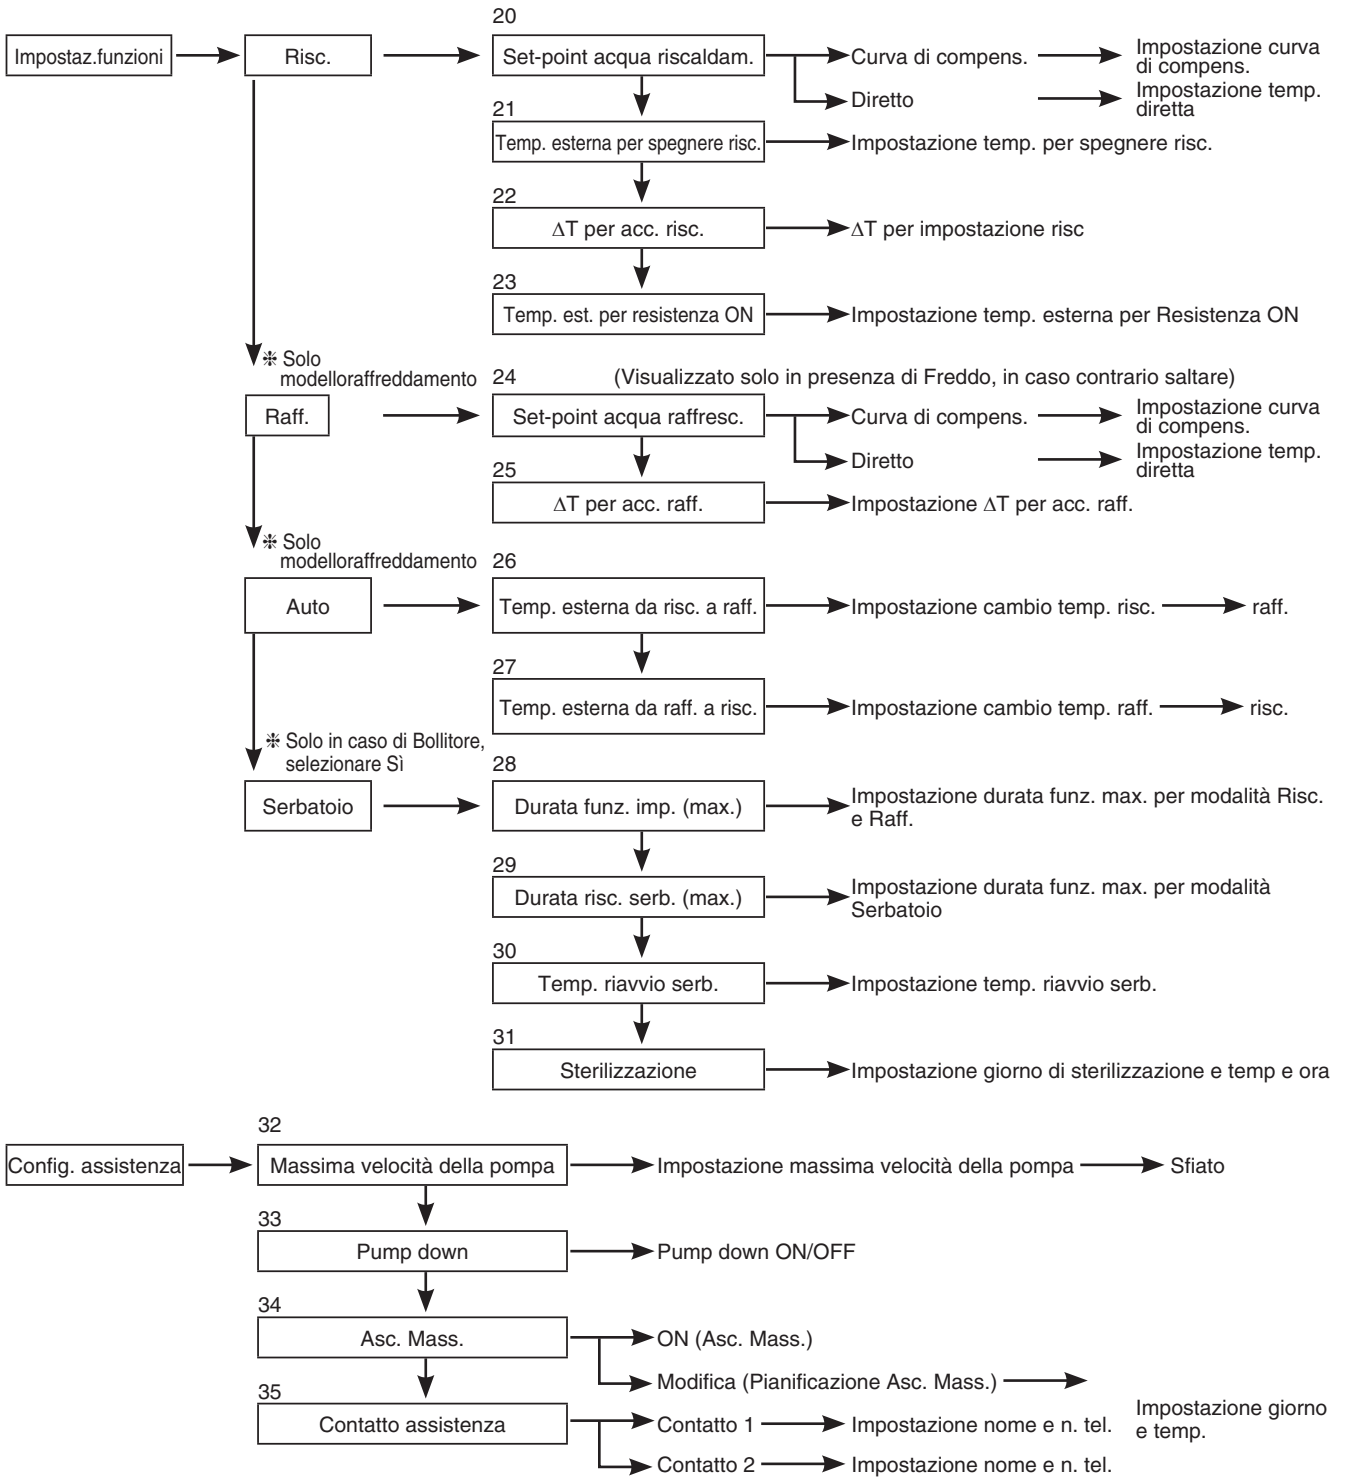 20
Impostaz.funzioni
Risc.
Set-point acqua riscaldam.
Curva di compens.
Impostazione curva
di compens.
Diretto
Impostazione temp.
diretta
21
Temp. esterna per spegnere risc.
Impostazione temp. per spegnere risc.
22
ΔT per acc. risc.
ΔT per impostazione risc
23
Temp. est. per resistenza ON
Impostazione temp. esterna per Resistenza ON
❉ Solo
modelloraffreddamento
24
(Visualizzato solo in presenza di Freddo, in caso contrario saltare)
Raff.
Set-point acqua raffresc.
Curva di compens.
Impostazione curva
di compens.
Diretto
Impostazione temp.
diretta
25
ΔT per acc. raff.
Impostazione ΔT per acc. raff.
❉ Solo
modelloraffreddamento
26
Auto
Temp. esterna da risc. a raff.
Impostazione cambio temp. risc.
raff.
27
Temp. esterna da raff. a risc.
Impostazione cambio temp. raff.
risc.
❉ Solo in caso di Bollitore,
selezionare Sì
28
Serbatoio
Durata funz. imp. (max.)
Impostazione durata funz. max. per modalità Risc.
e Raff.
29
Durata risc. serb. (max.)
Impostazione durata funz. max. per modalità
Serbatoio
30
Temp. riavvio serb.
Impostazione temp. riavvio serb.
31
Sterilizzazione
Impostazione giorno di sterilizzazione e temp e ora
32
Config. assistenza
Massima velocità della pompa
Impostazione massima velocità della pompa
Sfiato
33
Pump down
Pump down ON/OFF
34
Asc. Mass.
ON (Asc. Mass.)
Modifica (Pianificazione Asc. Mass.)
Impostazione giorno
e temp.
35
Contatto assistenza
Contatto 1
Impostazione nome e n. tel.
Contatto 2
Impostazione nome e n. tel.